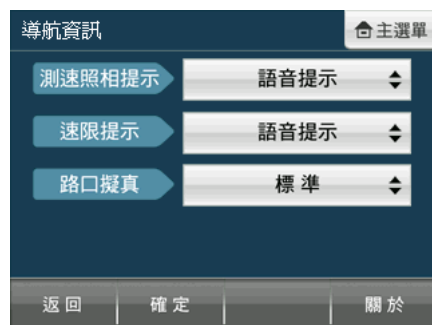 導航資訊
主選單
測速照相提示
語音提示
速限提示
語音提示
路口擬真
標準
返回
確定
關於